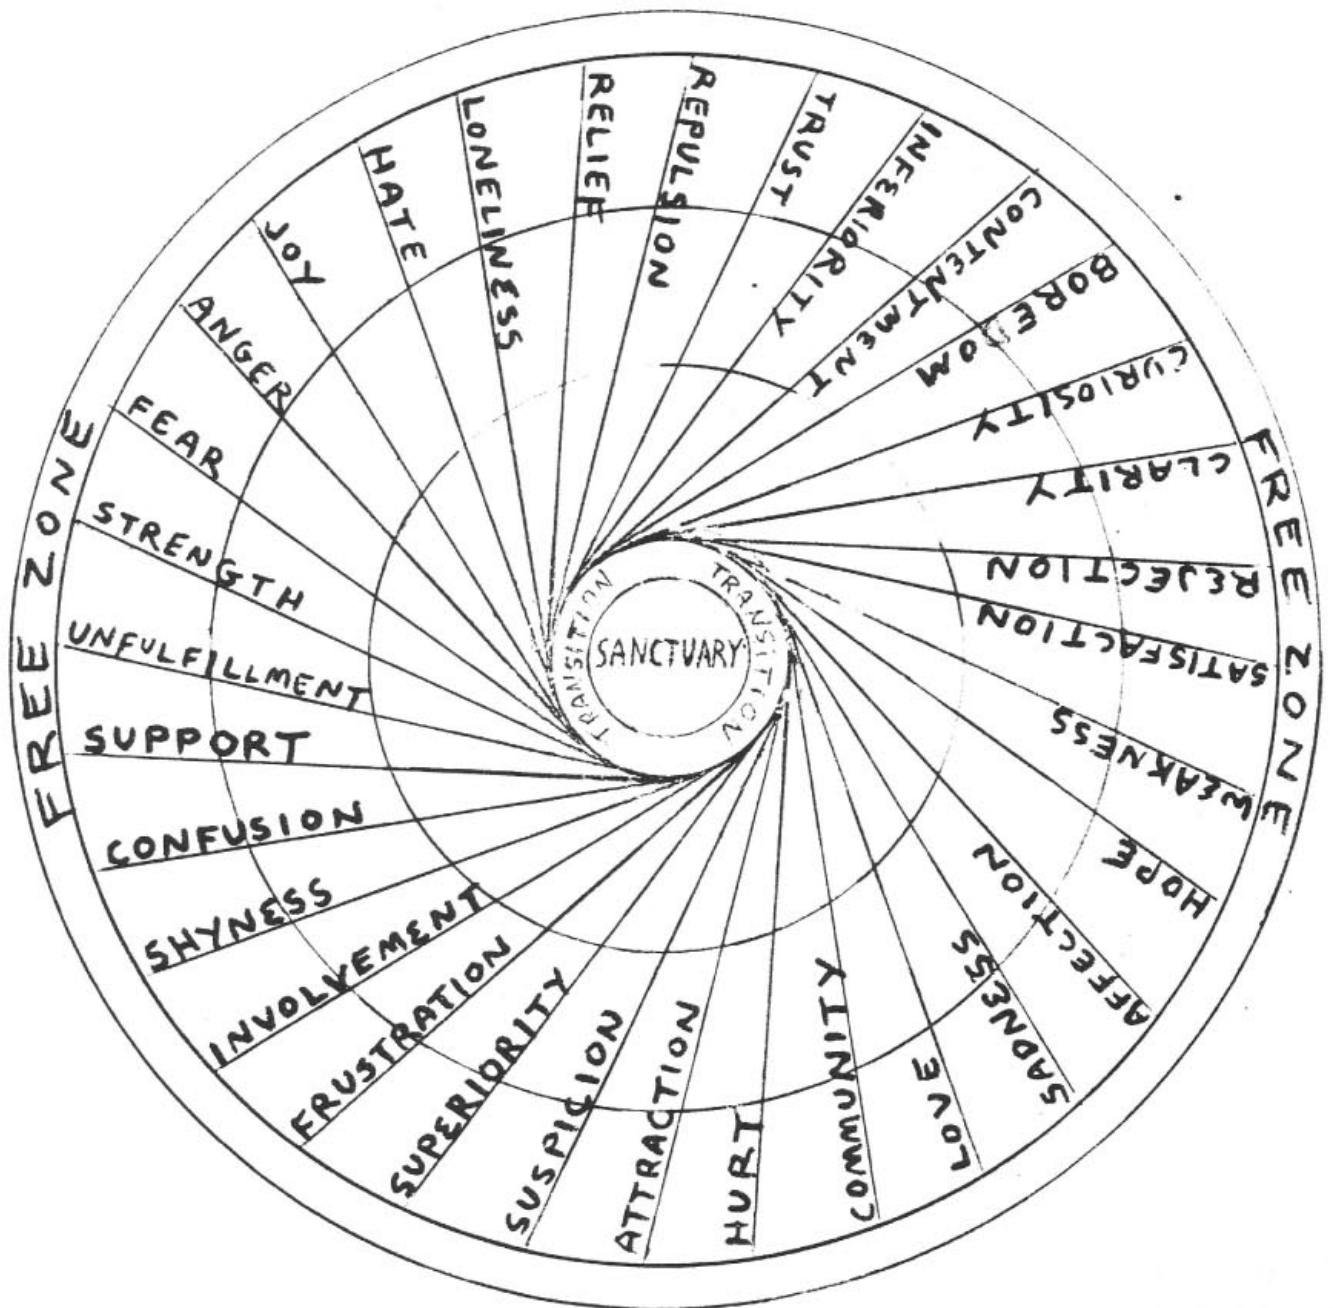 FREE ZONE
FREE ZONE
RELIEF
REPULSION
TRUST
INFERIORITY
CONTENTMENT
BOREDOM
CURIOSITY
CLARITY
REJECTION
SATISFACTION
WEAKNESS
HOPE
AFFECTION
SADNESS
LOVE
COMMUNITY
HURT
ATTRACTION
SUSPICION
SUPERIORITY
FRUSTRATION
INVOLVEMENT
SHYNESS
CONFUSION
SUPPORT
UNFULFILLMENT
STRENGTH
FEAR
ANGER
JOY
HATE
LONELINESS
TRANSITION
TRANSITION
SANCTUARY